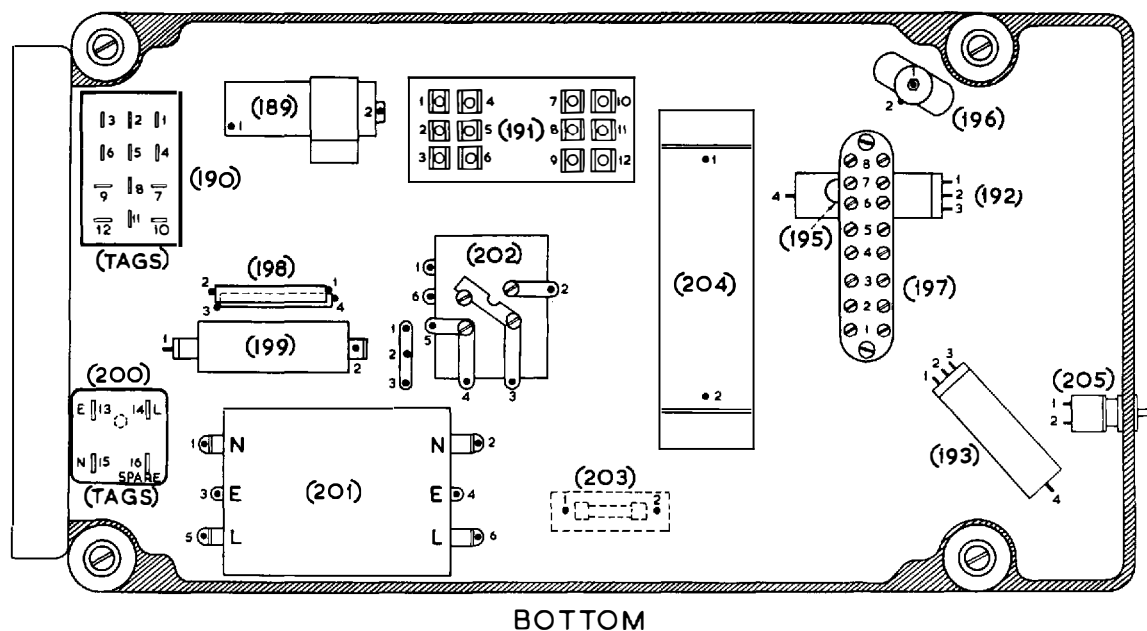 (189) 1 2
1 4 7 10
2 5 (191) 8 11
3 6 9 12
3 2 1
6 5 4
9 8 7
12 11 10
(190)
(TAGS)
1
2 (196)
8
7
6
5
4
3
2
1
(197)
4 1 2 3 (192)
(195)
(198)
2 1
3 4
1 (199) 2
1
2
3
(202)
1 2
6
5
4 3
1
(204)
2
(200)
E 13 14 L
N 15 16
SPARE
(TAGS)
1 N N 2
3 E (201) E 4
5 L L 6
(203)
1 2
1 2 3
(193)
4
(205)
1
2
BOTTOM